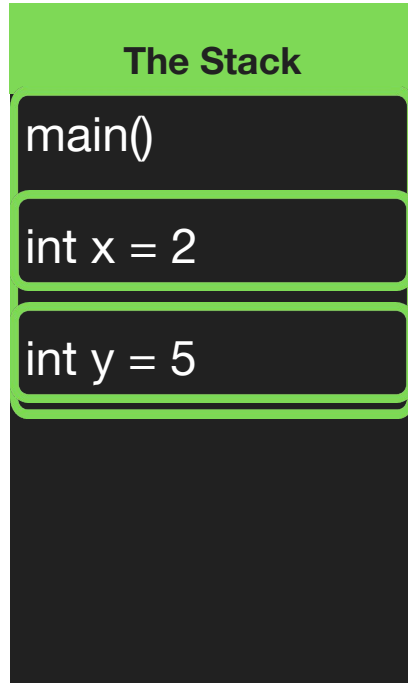 The Stack
main()
int x = 2
int y = 5